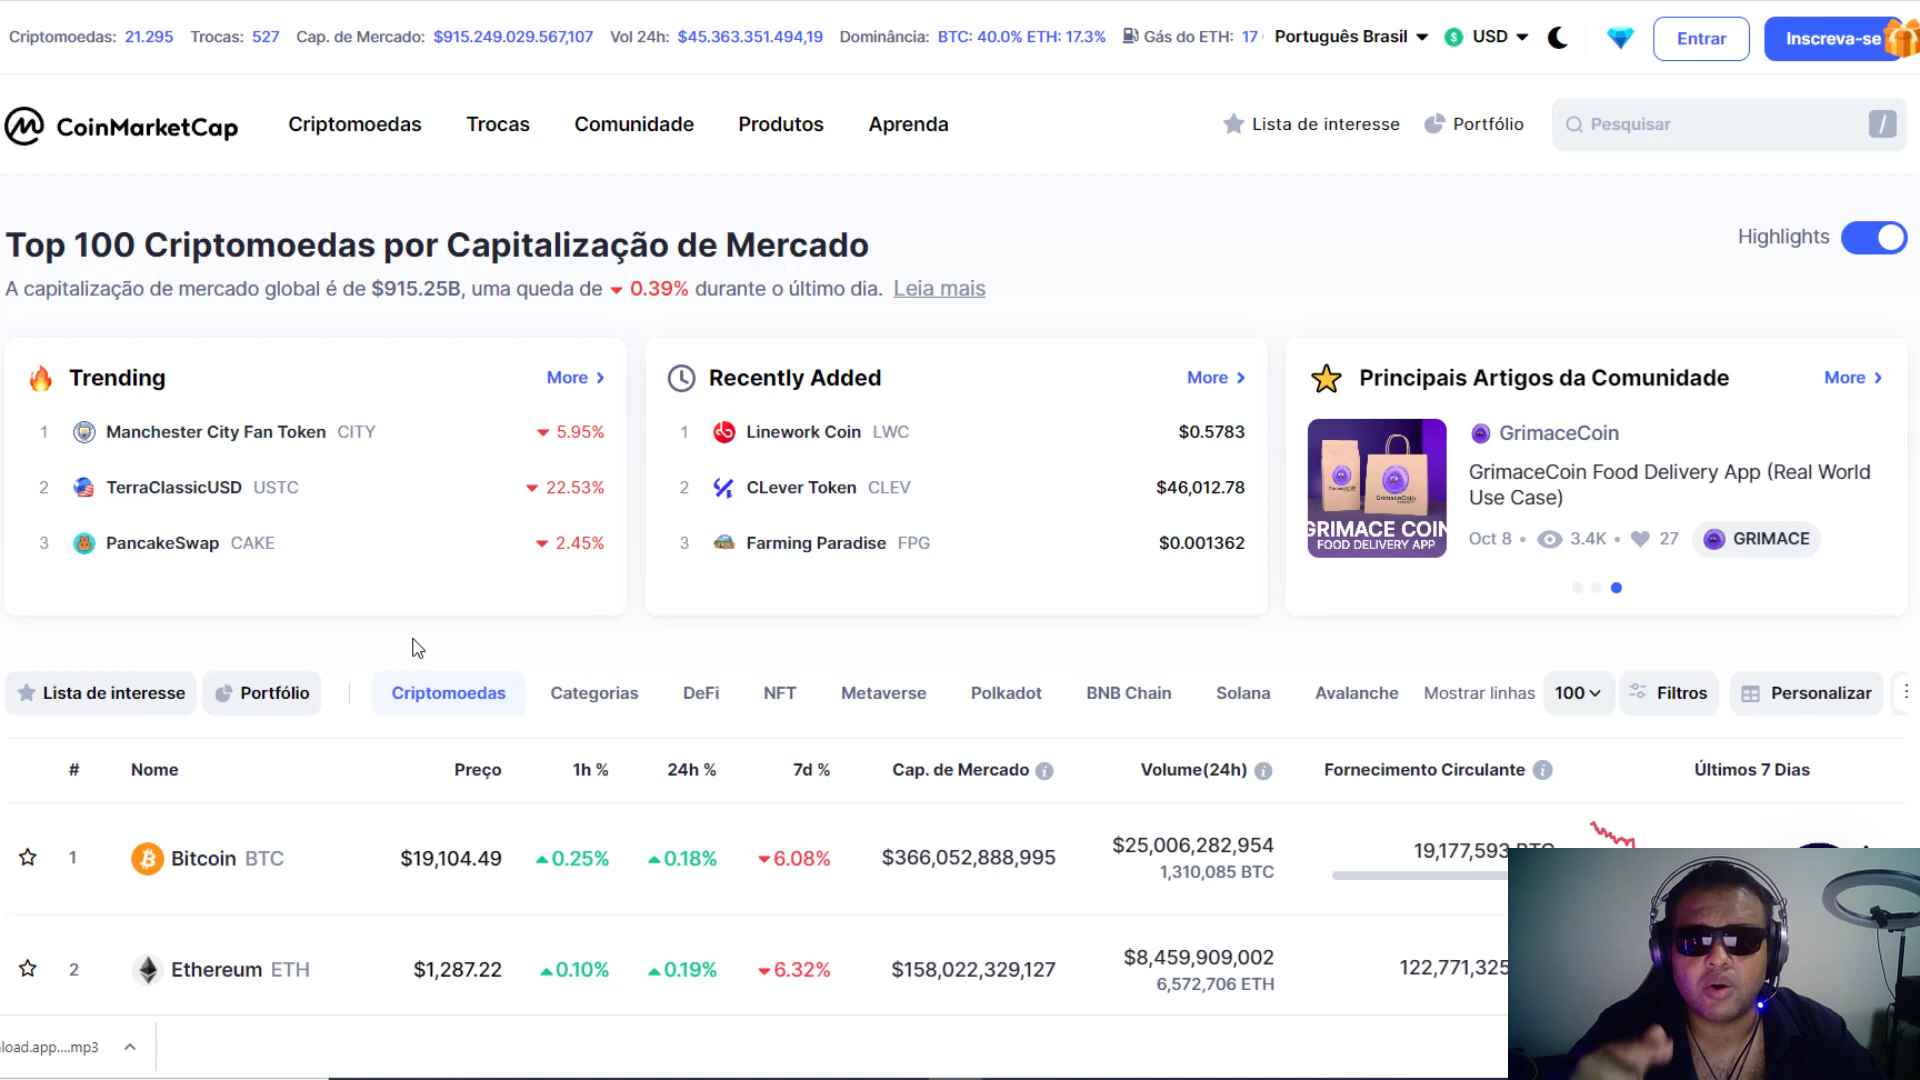 Criptomoedas: 21.295 Trocas: 527 Cap. de Mercado: $915.249.029.567,107 Vol 24h: $45.363.351.494,19 Dominância: BTC: 40.0% ETH: 17.3% Gás do ETH: 17 Português Brasil $ USD Entrar Inscreva-se
CoinMarketCap Criptomoedas Trocas Comunidade Produtos Aprenda Lista de interesse Portfólio Pesquisar /
Top 100 Criptomoedas por Capitalização de Mercado
Highlights
A capitalização de mercado global é de $915.25B, uma queda de 0.39% durante o último dia. Leia mais
Trending More
1 Manchester City Fan Token CITY 5.95%
2 TerraClassicUSD USTC 22.53%
3 PancakeSwap CAKE 2.45%
Recently Added More
1 Linework Coin LWC $0.5783
2 CLever Token CLEV $46,012.78
3 Farming Paradise FPG $0.001362
Principais Artigos da Comunidade More
GRIMACE COIN
FOOD DELIVERY APP
GrimaceCoin
GrimaceCoin Food Delivery App (Real World
Use Case)
Oct 8 • 3.4K • 27 GRIMACE
Lista de interesse Portfólio Criptomoedas Categorias DeFi NFT Metaverse Polkadot BNB Chain Solana Avalanche Mostrar linhas 100 Filtros Personalizar
# Nome Preço 1h % 24h % 7d % Cap. de Mercado Volume(24h) Fornecimento Circulante Últimos 7 Dias
1 Bitcoin BTC $19,104.49 0.25% 0.18% 6.08% $366,052,888,995 $25,006,282,954 19,177,593 BTC
1,310,085 BTC
2 Ethereum ETH $1,287.22 0.10% 0.19% 6.32% $158,022,329,127 $8,459,909,002 122,771,325
6,572,706 ETH
load.app....mp3